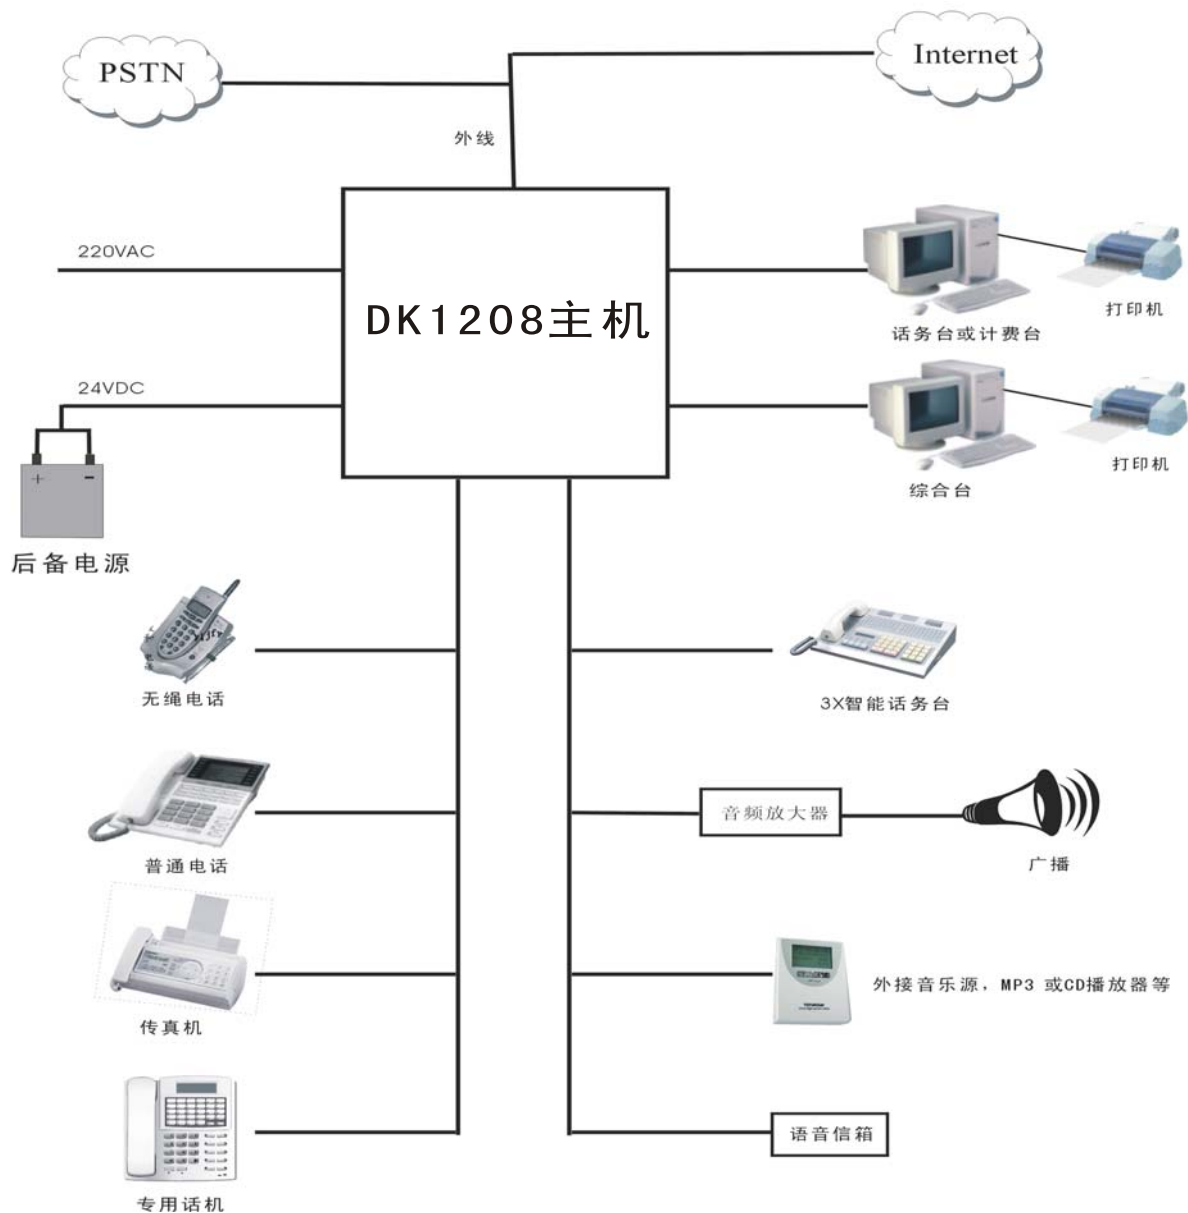 PSTN
Internet
外线
220VAC
DK1208主机
打印机
话务台或计费台
24VDC
打印机
综合台
+ -
后备电源
无绳电话
3X智能话务台
音频放大器
普通电话
广播
外接音乐源，MP3 或CD播放器等
传真机
语音信箱
专用话机